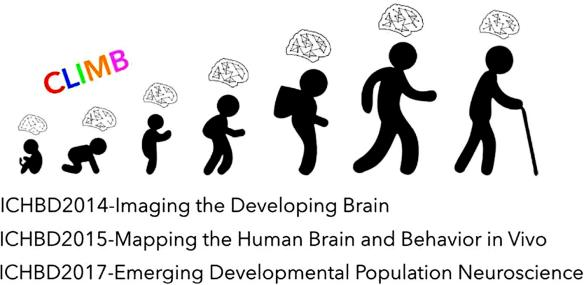 CLIMB
ICHBD2014-Imaging the Developing Brain
ICHBD2015-Mapping the Human Brain and Behavior in Vivo
ICHBD2017-Emerging Developmental Population Neuroscience